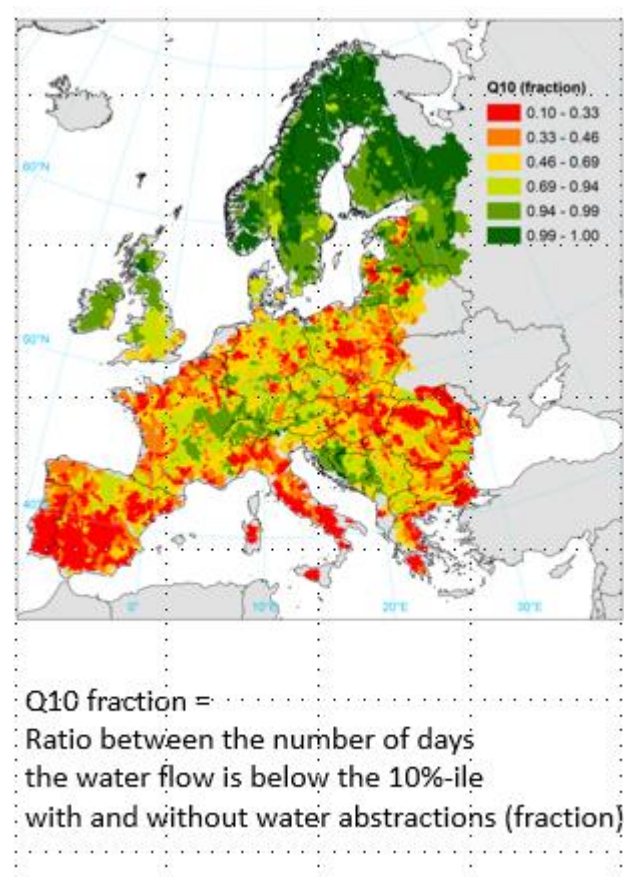 Q10 (fraction)
0.10 - 0.33
0.33 - 0.46
0.46 - 0.69
0.69 - 0.94
0.94 - 0.99
0.99 - 1.00
60°N
50°N
40°
0°
10°E
20°E
30°E
Q10 fraction =
Ratio between the number of days
the water flow is below the 10%-ile
with and without water abstractions (fraction)